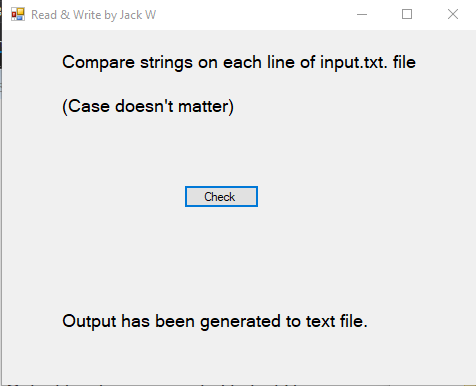 Read & Write by Jack W
Compare strings on each line of input.txt. file
(Case doesn't matter)
Check
Output has been generated to text file.